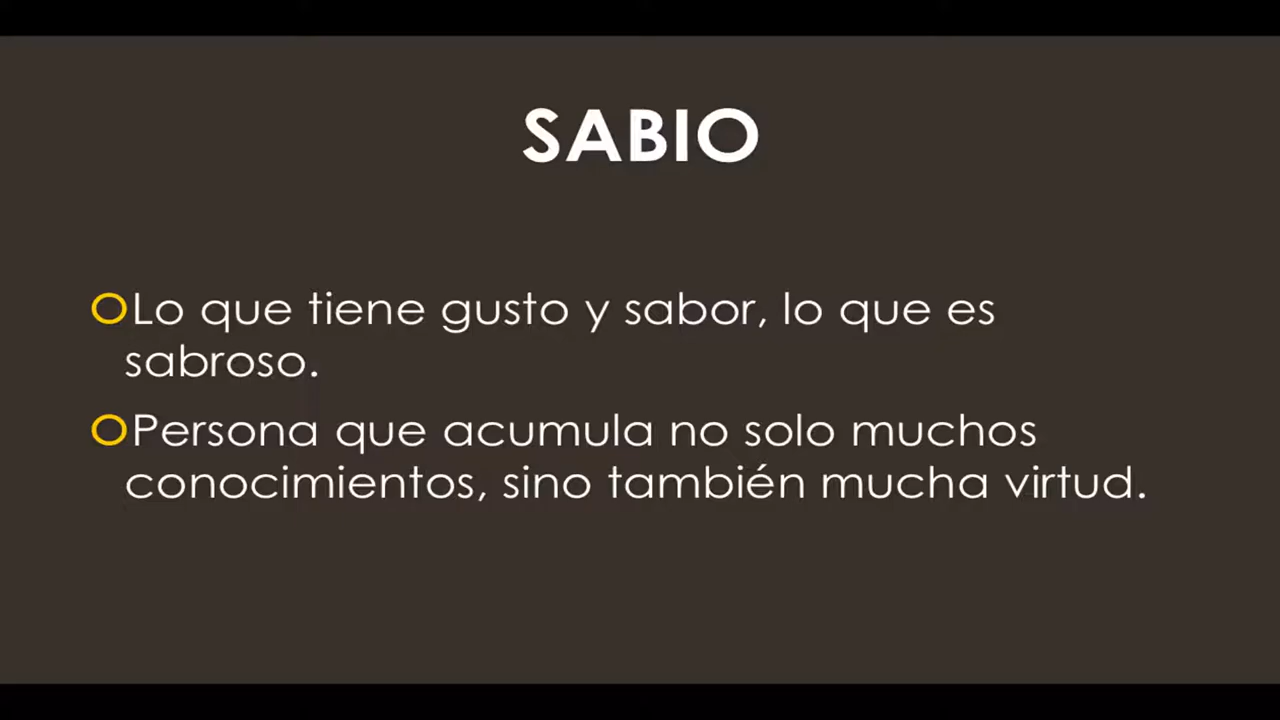 SABIO
Lo que tiene gusto y sabor, lo que es
sabroso.
Persona que acumula no solo muchos
conocimientos, sino también mucha virtud.